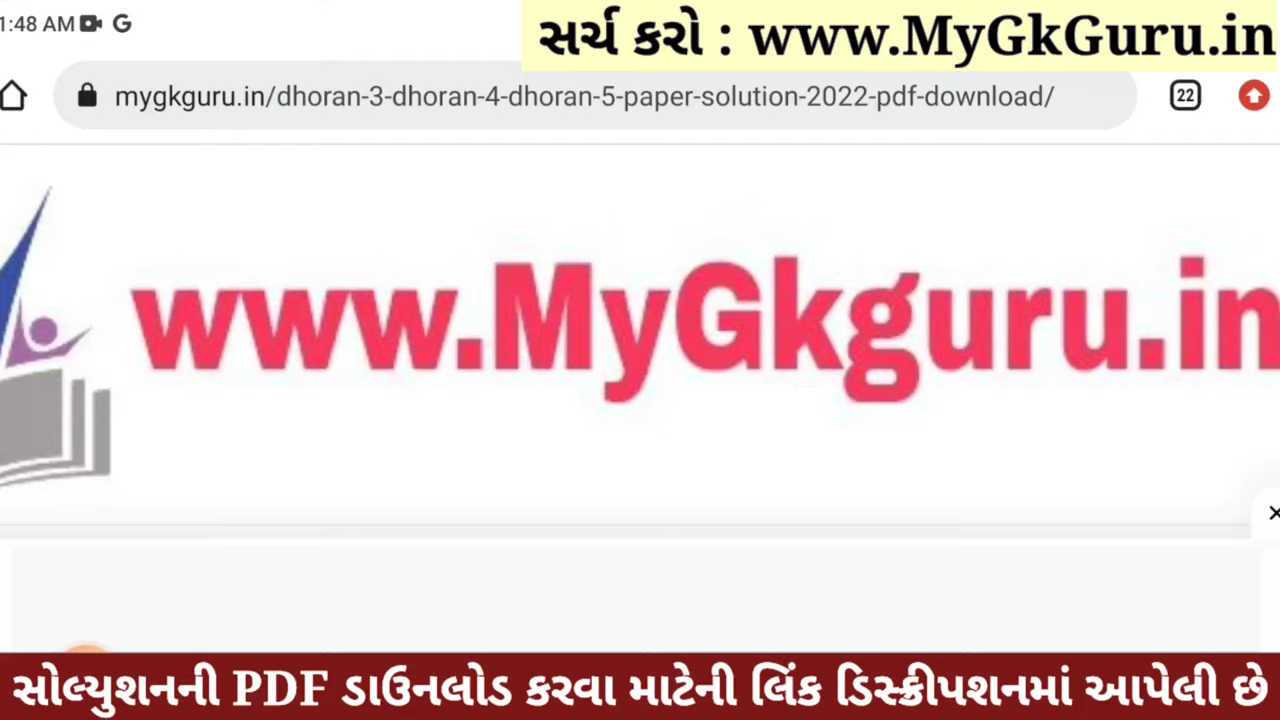 1:48 AM G
સર્ચ કરો : www.MyGkGuru.in
mygkguru.in/dhoran-3-dhoran-4-dhoran-5-paper-solution-2022-pdf-download/
22
www.MyGkguru.in
સોલ્યુશનની PDF ડાઉનલોડ કરવા માટેની લિંક ડિસ્ક્રીપશનમાં આપેલી છે